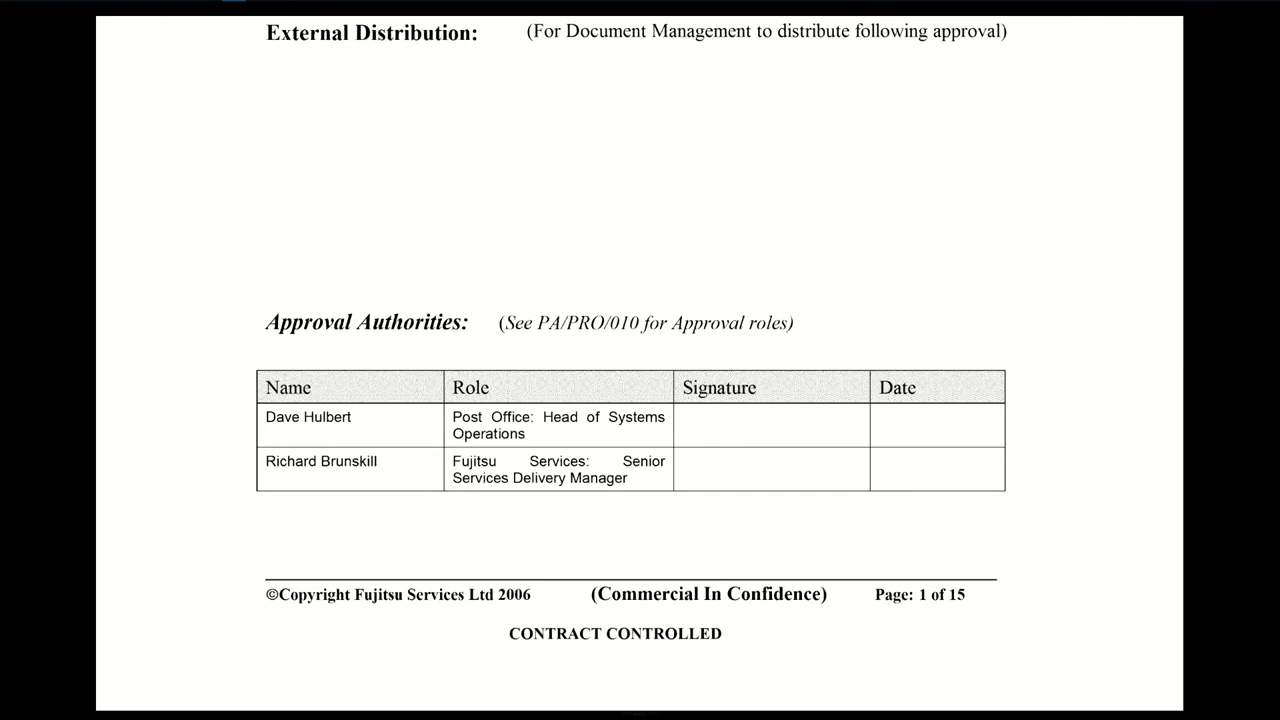 External Distribution: (For Document Management to distribute following approval)
Approval Authorities: (See PA/PRO/010 for Approval roles)
Name Role Signature Date
Dave Hulbert Post Office: Head of Systems
Operations
Richard Brunskill Fujitsu Services: Senior
Services Delivery Manager
©Copyright Fujitsu Services Ltd 2006 (Commercial In Confidence) Page: 1 of 15
CONTRACT CONTROLLED